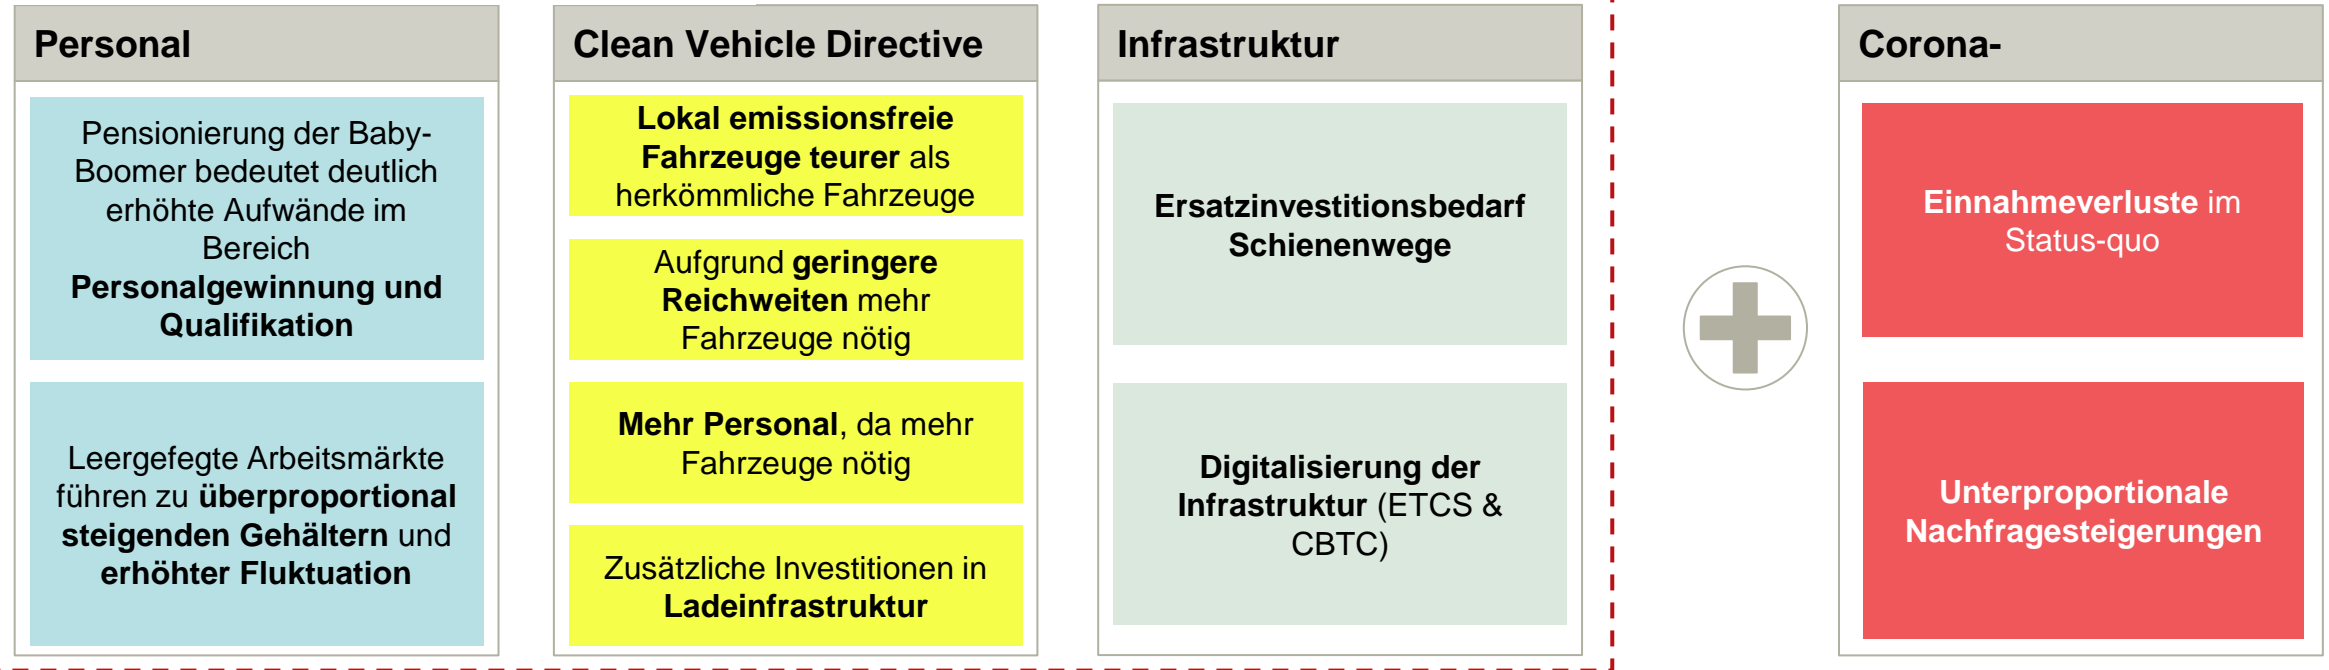 Personal
Pensionierung der Baby-
Boomer bedeutet deutlich
erhöhte Aufwände im
Bereich
Personalgewinnung und
Qualifikation
Leergefegte Arbeitsmärkte
führen zu überproportional
steigenden Gehältern und
erhöhter Fluktuation
Clean Vehicle Directive
Lokal emissionsfreie
Fahrzeuge teurer als
herkömmliche Fahrzeuge
Aufgrund geringere
Reichweiten mehr
Fahrzeuge nötig
Mehr Personal, da mehr
Fahrzeuge nötig
Zusätzliche Investitionen in
Ladeinfrastruktur
Infrastruktur
Ersatzinvestitionsbedarf
Schienenwege
Digitalisierung der
Infrastruktur (ETCS &
CBTC)
Corona-
Einnahmeverluste im
Status-quo
Unterproportionale
Nachfragesteigerungen